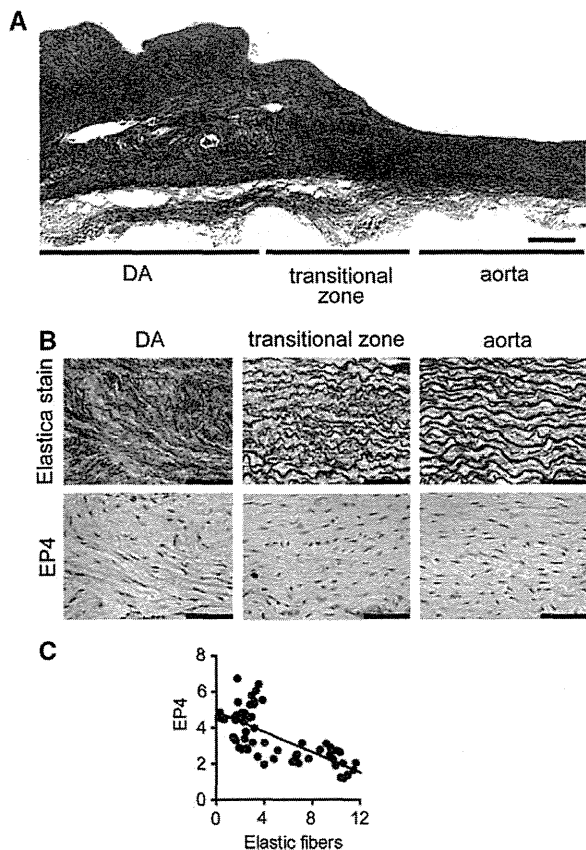 A
DA
transitional
zone
aorta
B
DA transitional zone aorta
Elastica stain
EP4
C
8
6
4
2
0
EP4
0 4 8 12
Elastic fibers